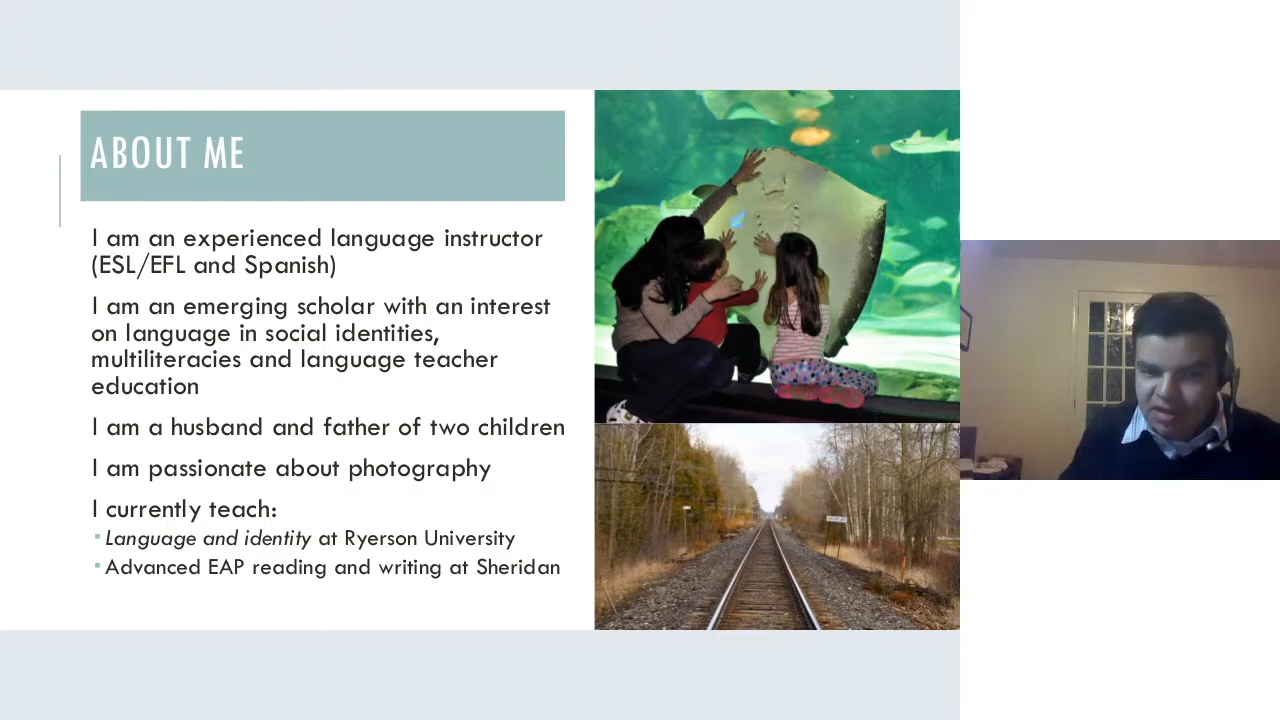 ABOUT ME
I am an experienced language instructor
(ESL/EFL and Spanish)
I am an emerging scholar with an interest
on language in social identities,
multiliteracies and language teacher
education
I am a husband and father of two children
I am passionate about photography
I currently teach:
Language and identity at Ryerson University
Advanced EAP reading and writing at Sheridan